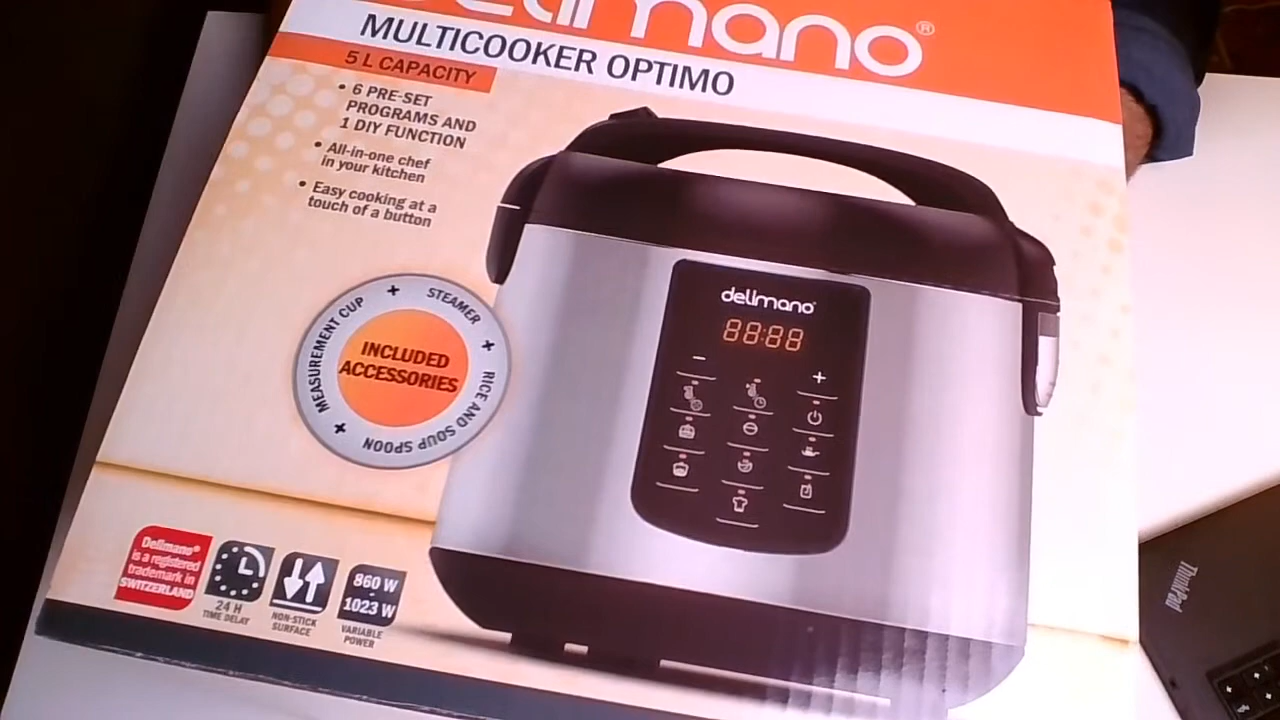 delimano®
MULTICOOKER OPTIMO
5 L CAPACITY
• 6 PRE-SET
PROGRAMS AND
1 DIY FUNCTION
• All-in-one chef
in your kitchen
• Easy cooking at a
touch of a button
delimano®
88:88
−
+
MEASUREMENT CUP + STEAMER + RICE AND SOUP SPOON +
INCLUDED
ACCESSORIES
Delimano®
is a registered
trademark in
SWITZERLAND
24 H
TIME DELAY
NON-STICK
SURFACE
860 W
-
1023 W
VARIABLE
POWER
ThinkPad